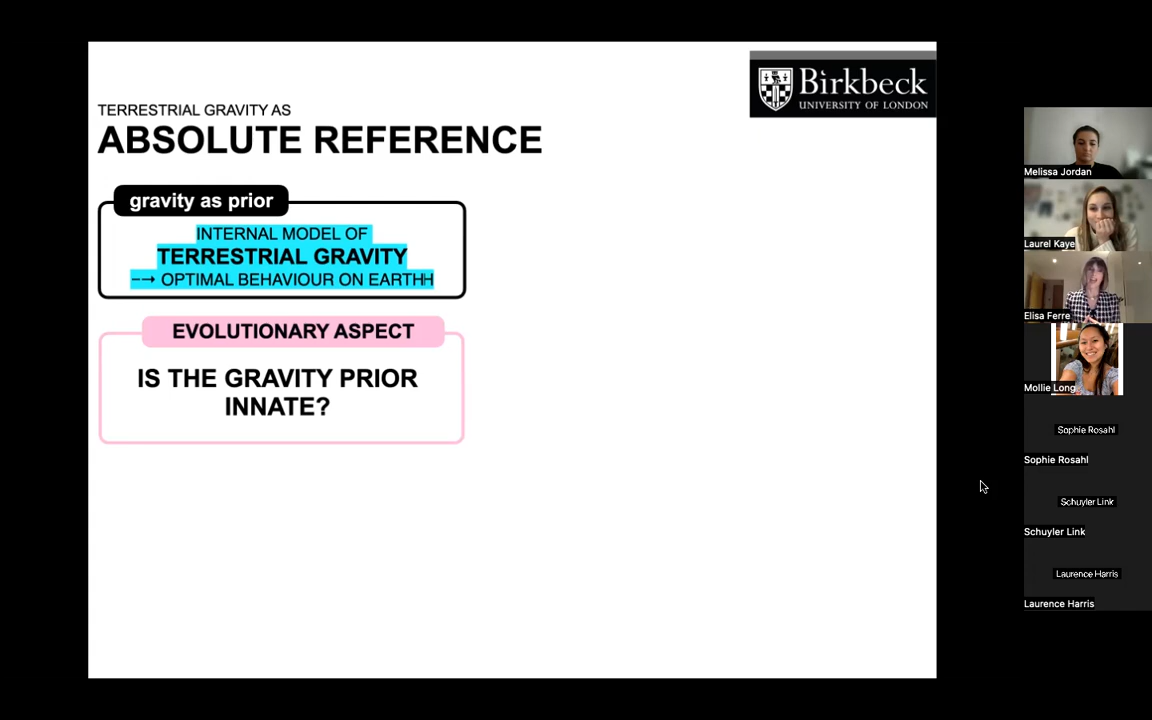 Birkbeck
UNIVERSITY OF LONDON
TERRESTRIAL GRAVITY AS
ABSOLUTE REFERENCE
gravity as prior
INTERNAL MODEL OF
TERRESTRIAL GRAVITY
--→ OPTIMAL BEHAVIOUR ON EARTHH
EVOLUTIONARY ASPECT
IS THE GRAVITY PRIOR
INNATE?
Melissa Jordan
Laurel Kaye
Elisa Ferre
Mollie Long
Sophie Rosahl
Sophie Rosahl
Schuyler Link
Schuyler Link
Laurence Harris
Laurence Harris